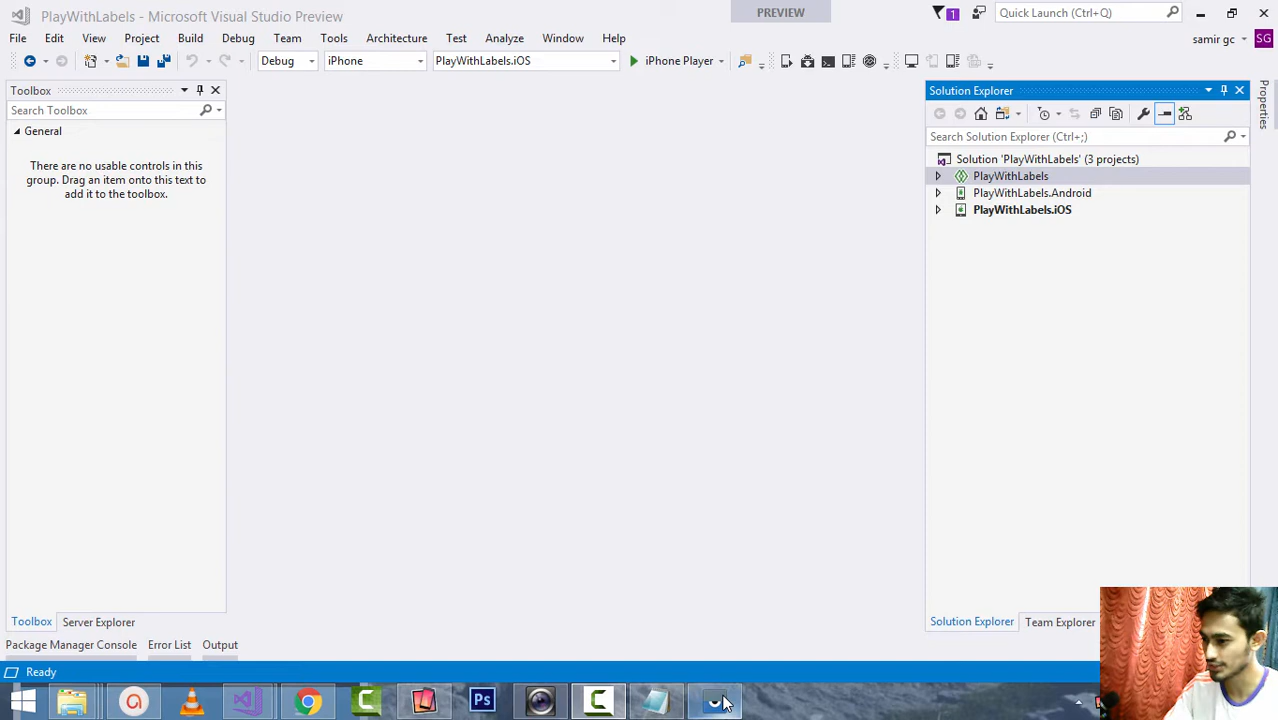 PlayWithLabels - Microsoft Visual Studio Preview
PREVIEW
1
Quick Launch (Ctrl+Q)
File Edit View Project Build Debug Team Tools Architecture Test Analyze Window Help
samir gc
SG
Debug iPhone PlayWithLabels.iOS iPhone Player
Toolbox
Search Toolbox
General
There are no usable controls in this
group. Drag an item onto this text to
add it to the toolbox.
Solution Explorer
Search Solution Explorer (Ctrl+;)
Solution 'PlayWithLabels' (3 projects)
PlayWithLabels
PlayWithLabels.Android
PlayWithLabels.iOS
Properties
Toolbox Server Explorer
Solution Explorer Team Explorer
Package Manager Console Error List Output
Ready
Ps